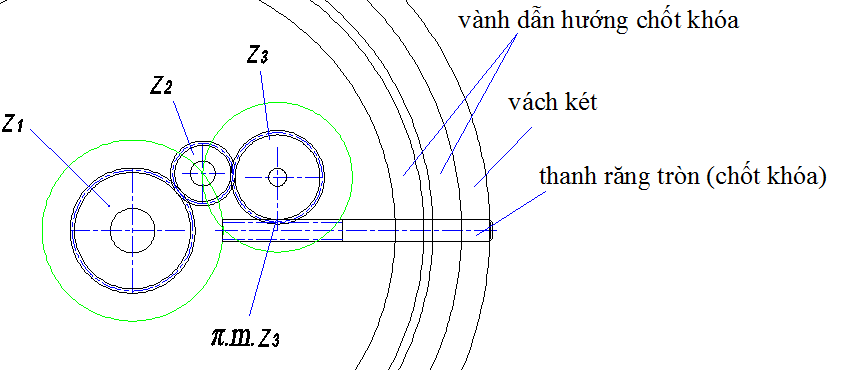 vành dẫn hướng chốt khóa
Z3
Z2
vách két
Z1
thanh răng tròn (chốt khóa)
π.m.Z3